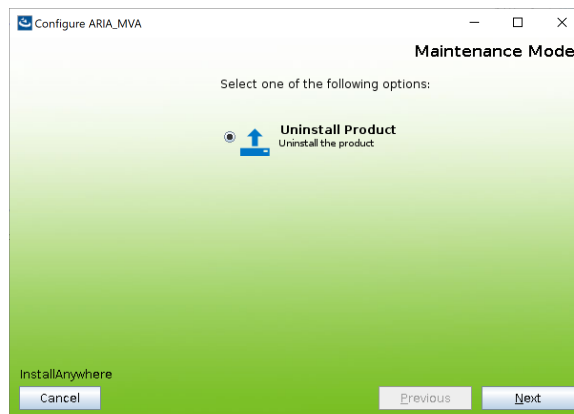 Configure ARIA_MVA
Maintenance Mode
Select one of the following options:
Uninstall Product
Uninstall the product
InstallAnywhere
Cancel
Previous
Next